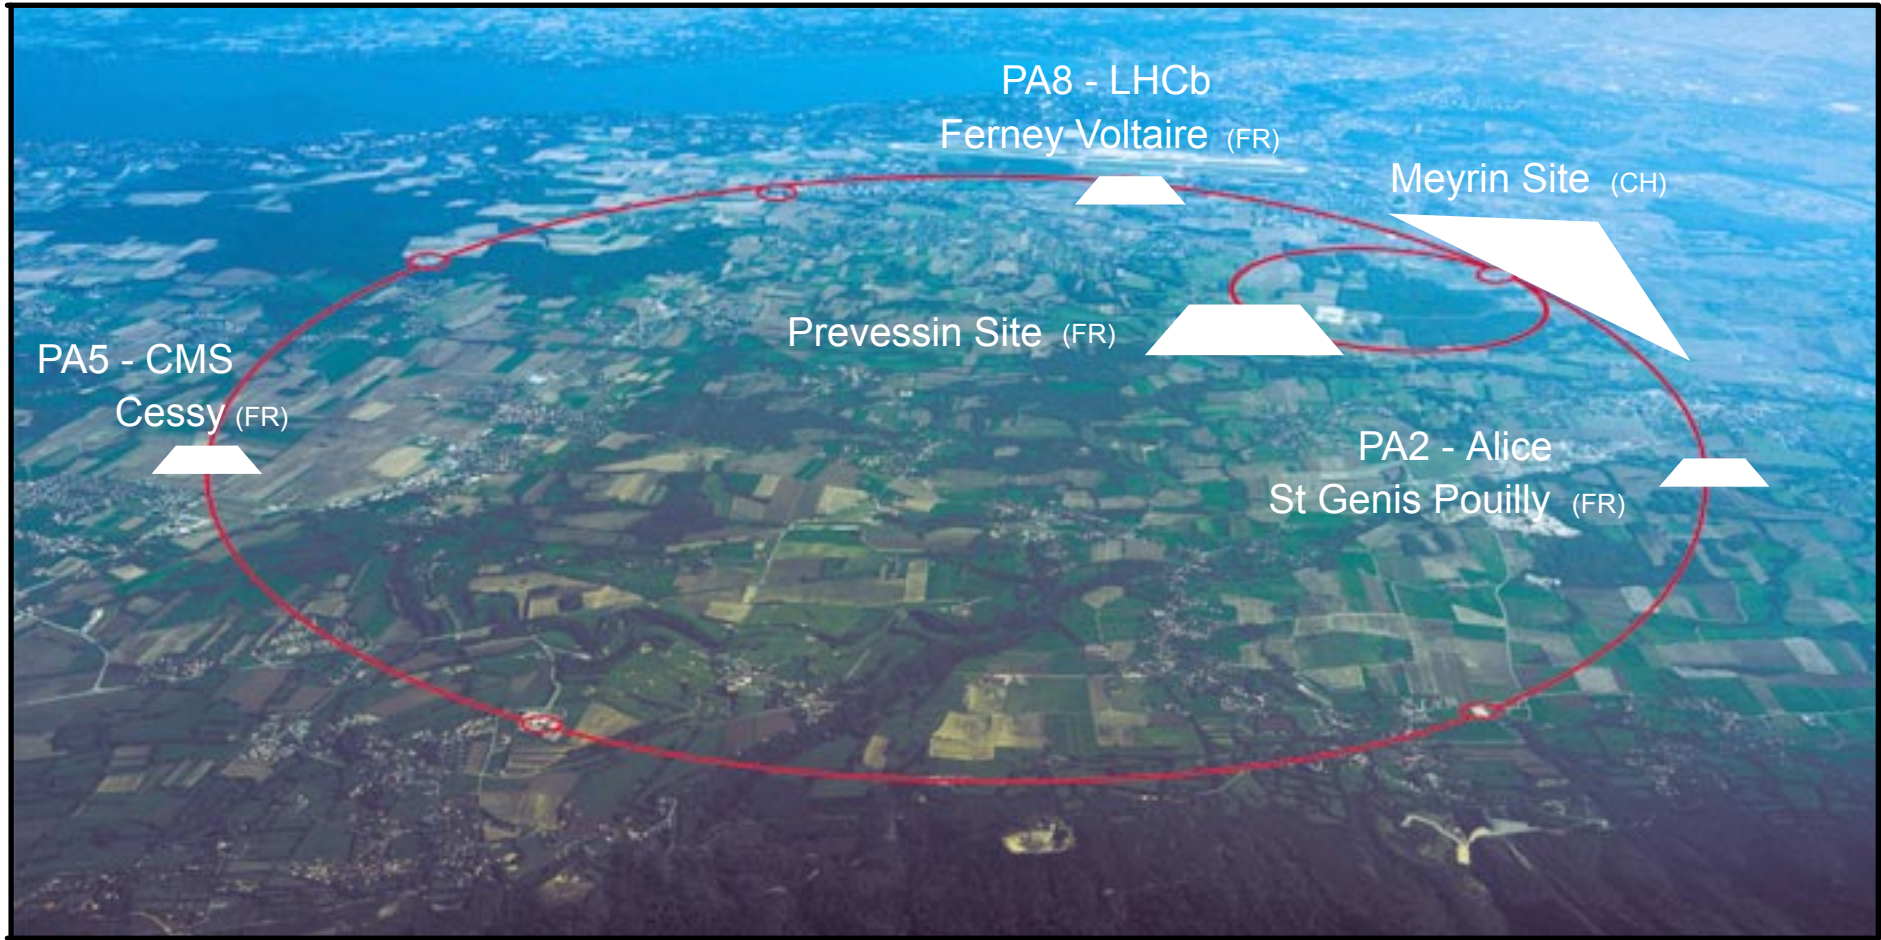 PA8 - LHCb
Ferney Voltaire (FR)
Meyrin Site (CH)
Prevessin Site (FR)
PA5 - CMS
Cessy (FR)
PA2 - Alice
St Genis Pouilly (FR)